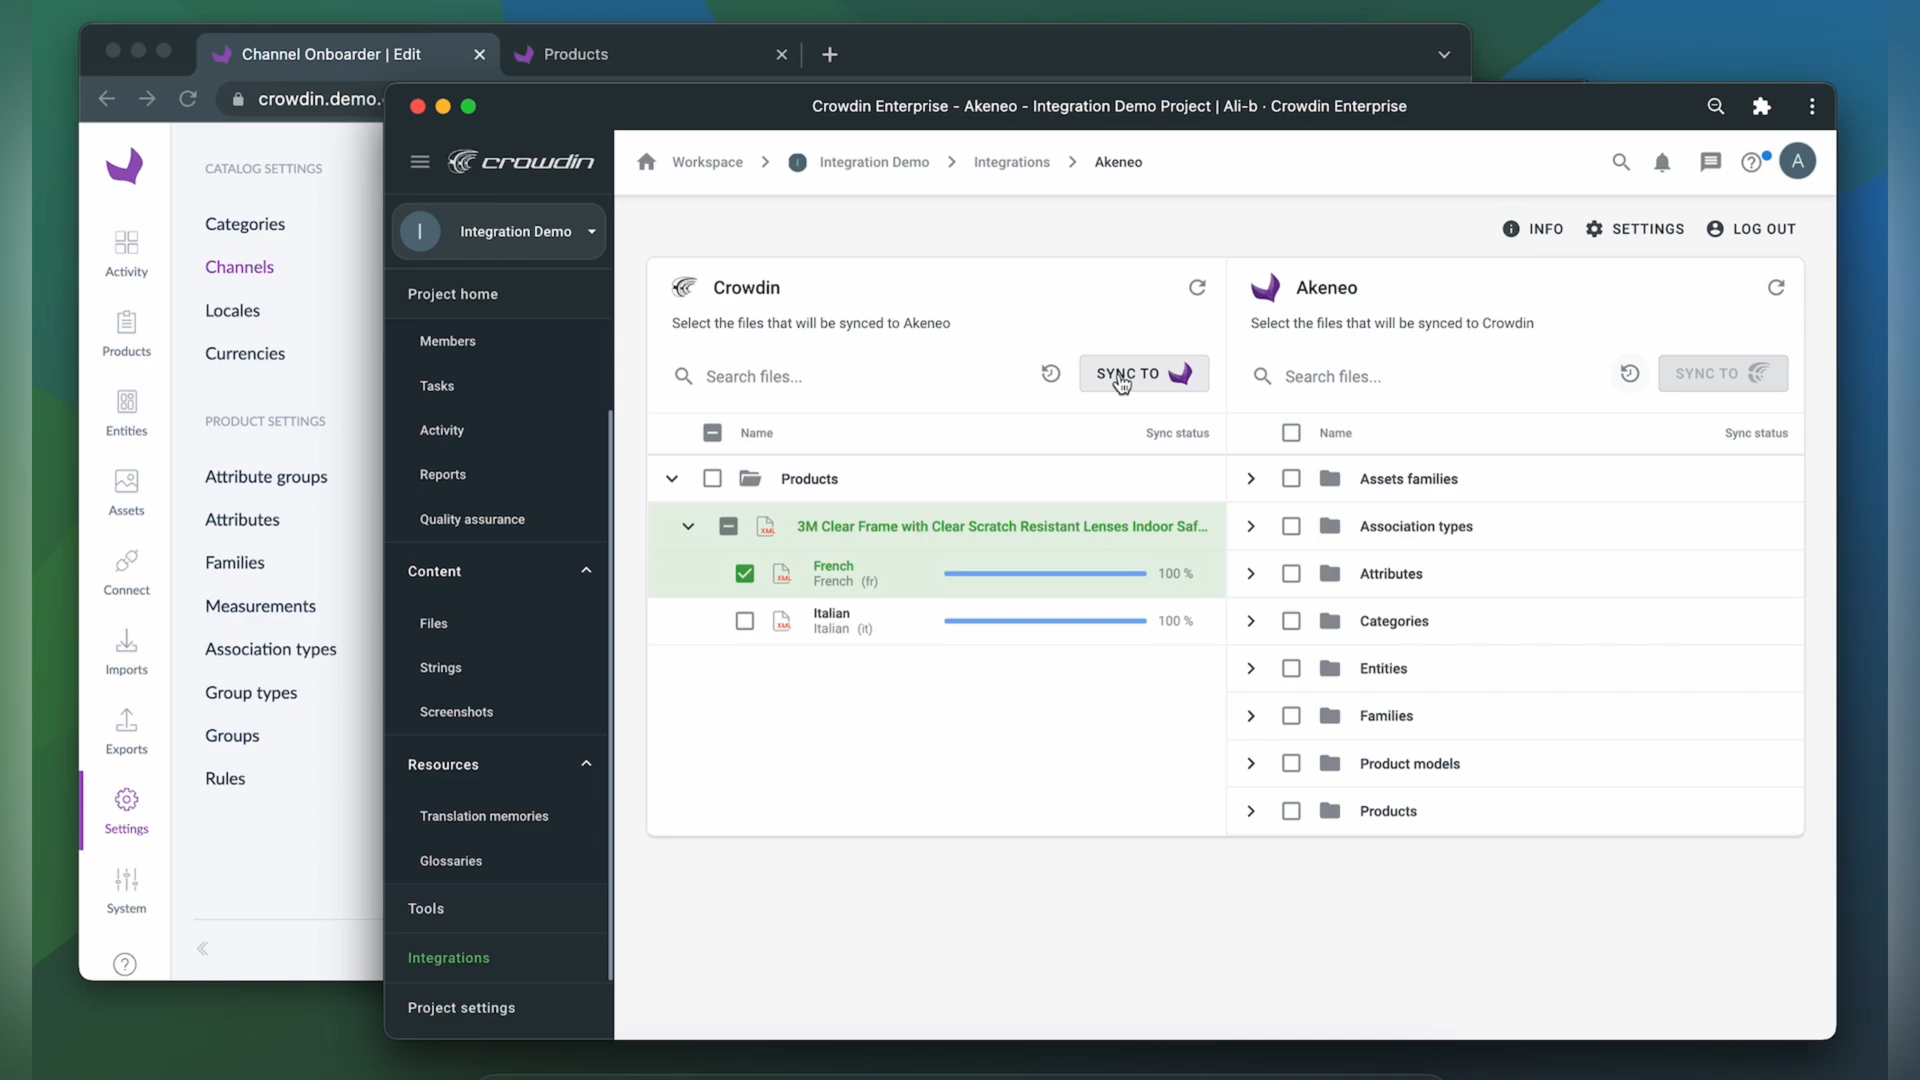 Channel Onboarder | Edit
Products
crowdin.demo.
Crowdin Enterprise - Akeneo - Integration Demo Project | Ali-b · Crowdin Enterprise
CATALOG SETTINGS
Categories
Channels
Locales
Currencies
PRODUCT SETTINGS
Attribute groups
Attributes
Families
Measurements
Association types
Group types
Groups
Rules
Activity
Products
Entities
Assets
Connect
Imports
Exports
Settings
System
crowdin
I
Integration Demo
Project home
Members
Tasks
Activity
Reports
Quality assurance
Content
Files
Strings
Screenshots
Resources
Translation memories
Glossaries
Tools
Integrations
Project settings
Workspace
I
Integration Demo
Integrations
Akeneo
A
INFO
SETTINGS
LOG OUT
Crowdin
Select the files that will be synced to Akeneo
Search files...
SYNC TO
Name
Sync status
Products
XML
3M Clear Frame with Clear Scratch Resistant Lenses Indoor Saf...
XML
French
French (fr)
100 %
XML
Italian
Italian (it)
100 %
Akeneo
Select the files that will be synced to Crowdin
Search files...
SYNC TO
Name
Sync status
Assets families
Association types
Attributes
Categories
Entities
Families
Product models
Products